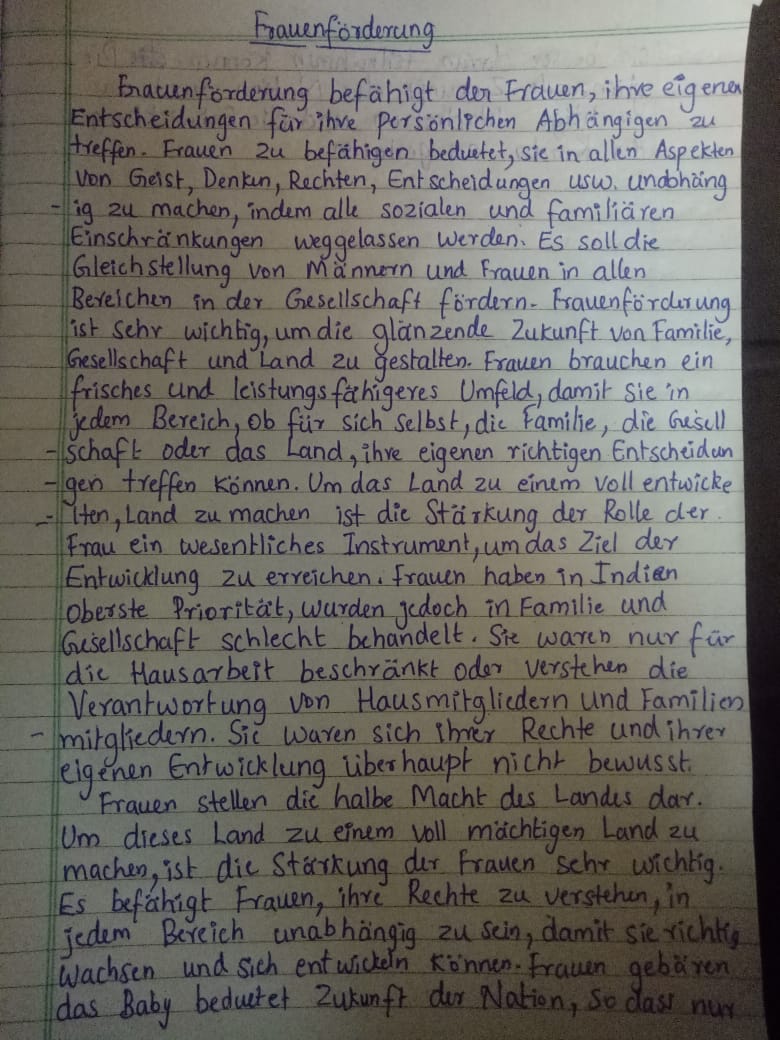 Frauenförderung
Frauenförderung befähigt der Frauen, ihre eigenen
Entscheidungen für ihre persönlichen Abhängigen zu
treffen. Frauen zu befähigen beduetet, sie in allen Aspekten
von Geist, Denken, Rechten, Entscheidungen usw. unabhäng
-ig zu machen, indem alle sozialen und familiären
Einschränkungen weggelassen werden. Es soll die
Gleichstellung von Männern und Frauen in allen
Bereichen in der Gesellschaft fördern. Frauenförderung
ist sehr wichtig, um die glänzende Zukunft von Familie,
Gesellschaft und Land zu gestalten. Frauen brauchen ein
frisches und leistungsfähigeres Umfeld, damit sie in
jedem Bereich, ob für sich selbst, die Familie, die Gesell
-schaft oder das Land, ihre eigenen richtigen Entscheidun
-gen treffen können. Um das Land zu einem voll entwicke
-lten, Land zu machen ist die Stärkung der Rolle der
Frau ein wesentliches Instrument, um das Ziel der
Entwicklung zu erreichen. Frauen haben in Indien
oberste Priorität, wurden jedoch in Familie und
Gesellschaft schlecht behandelt. Sie waren nur für
die Hausarbeit beschränkt oder verstehen die
Verantwortung von Hausmitgliedern und Familien
-mitgliedern. Sie waren sich ihrer Rechte und ihrer
eigenen Entwicklung überhaupt nicht bewusst.
Frauen stellen die halbe Macht des Landes dar.
Um dieses Land zu einem voll mächtigen Land zu
machen, ist die Stärkung der Frauen sehr wichtig.
Es befähigt Frauen, ihre Rechte zu verstehen, in
jedem Bereich unabhängig zu sein, damit sie richtig
wachsen und sich entwickeln können. Frauen gebären
das Baby beduetet Zukunft der Nation, so dass nur